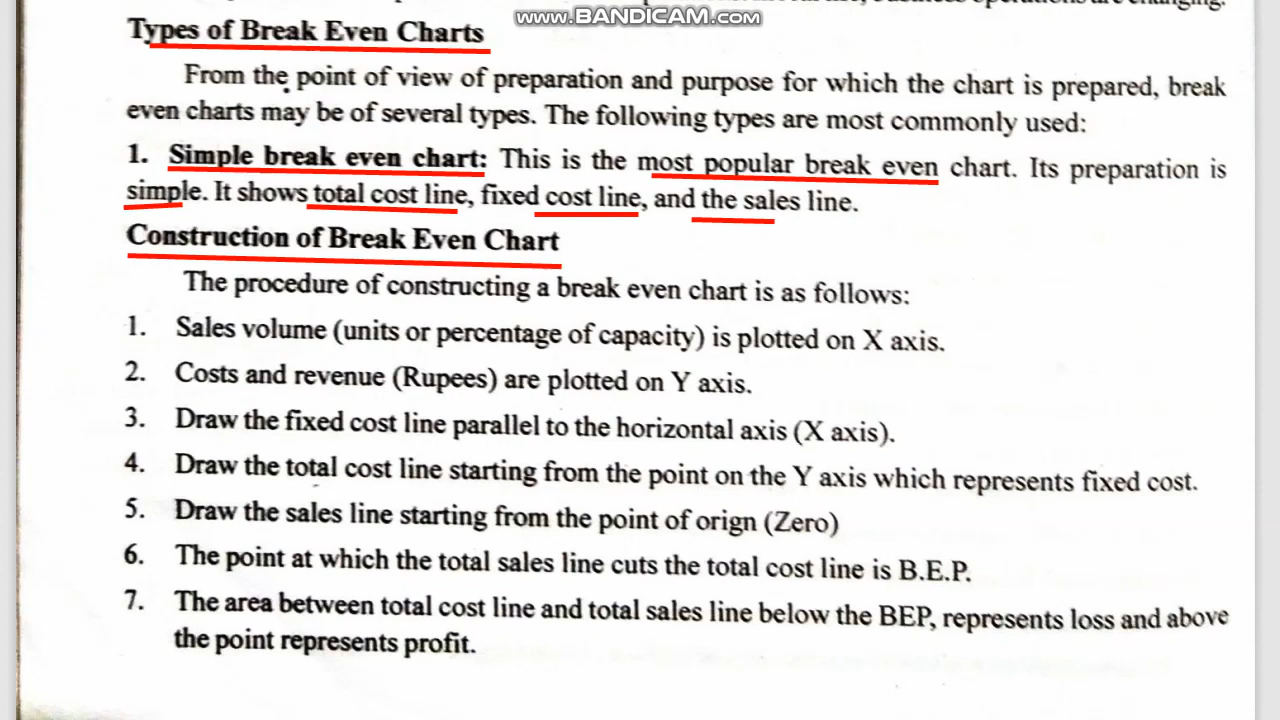 www.BANDICAM.com
Types of Break Even Charts
From the point of view of preparation and purpose for which the chart is prepared, break
even charts may be of several types. The following types are most commonly used:
1. Simple break even chart: This is the most popular break even chart. Its preparation is
simple. It shows total cost line, fixed cost line, and the sales line.
Construction of Break Even Chart
The procedure of constructing a break even chart is as follows:
1. Sales volume (units or percentage of capacity) is plotted on X axis.
2. Costs and revenue (Rupees) are plotted on Y axis.
3. Draw the fixed cost line parallel to the horizontal axis (X axis).
4. Draw the total cost line starting from the point on the Y axis which represents fixed cost.
5. Draw the sales line starting from the point of orign (Zero)
6. The point at which the total sales line cuts the total cost line is B.E.P.
7. The area between total cost line and total sales line below the BEP, represents loss and above
the point represents profit.